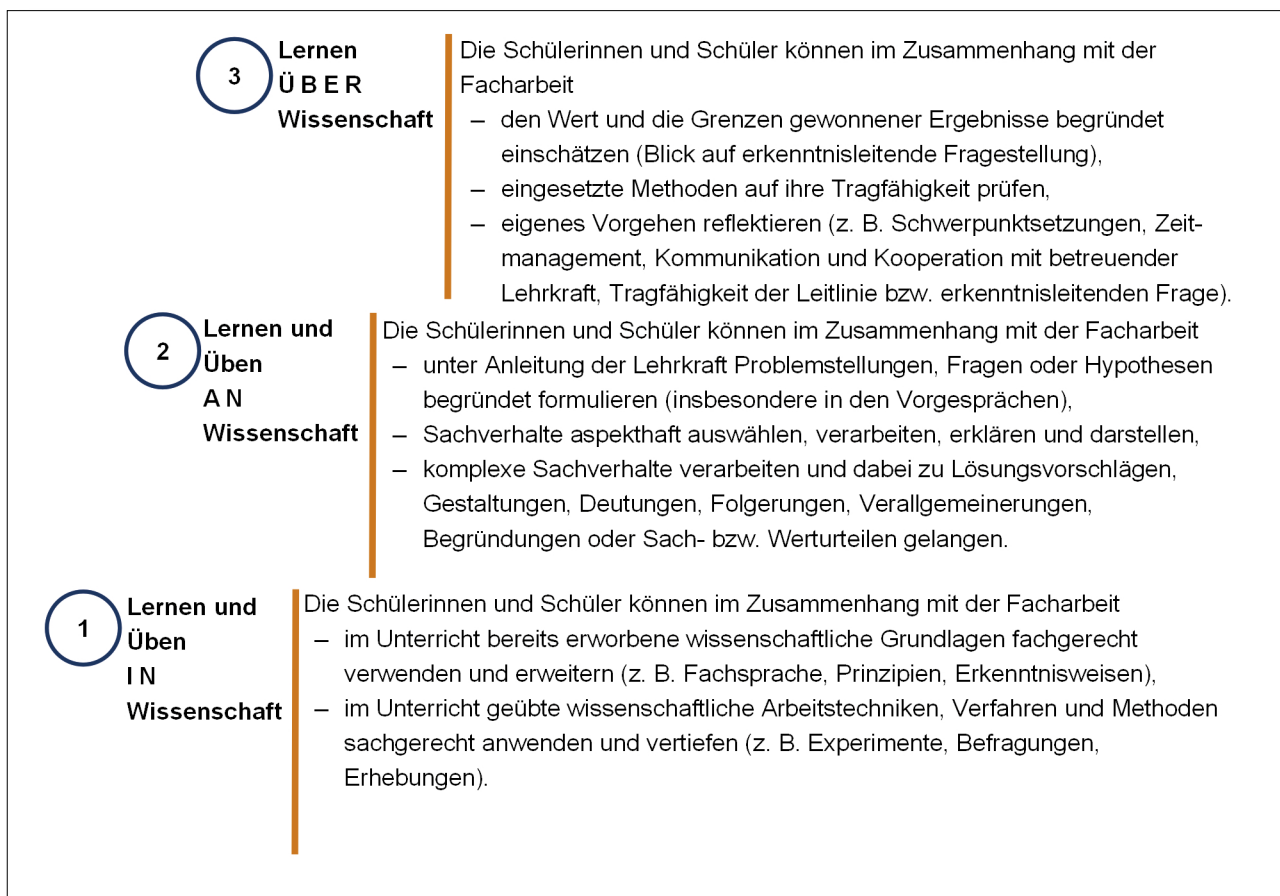 3
Lernen
Ü B E R
Wissenschaft
Die Schülerinnen und Schüler können im Zusammenhang mit der
Facharbeit
– den Wert und die Grenzen gewonnener Ergebnisse begründet
einschätzen (Blick auf erkenntnisleitende Fragestellung),
– eingesetzte Methoden auf ihre Tragfähigkeit prüfen,
– eigenes Vorgehen reflektieren (z. B. Schwerpunktsetzungen, Zeit-
management, Kommunikation und Kooperation mit betreuender
Lehrkraft, Tragfähigkeit der Leitlinie bzw. erkenntnisleitenden Frage).
2
Lernen und
Üben
A N
Wissenschaft
Die Schülerinnen und Schüler können im Zusammenhang mit der Facharbeit
– unter Anleitung der Lehrkraft Problemstellungen, Fragen oder Hypothesen
begründet formulieren (insbesondere in den Vorgesprächen),
– Sachverhalte aspekthaft auswählen, verarbeiten, erklären und darstellen,
– komplexe Sachverhalte verarbeiten und dabei zu Lösungsvorschlägen,
Gestaltungen, Deutungen, Folgerungen, Verallgemeinerungen,
Begründungen oder Sach- bzw. Werturteilen gelangen.
1
Lernen und
Üben
I N
Wissenschaft
Die Schülerinnen und Schüler können im Zusammenhang mit der Facharbeit
– im Unterricht bereits erworbene wissenschaftliche Grundlagen fachgerecht
verwenden und erweitern (z. B. Fachsprache, Prinzipien, Erkenntnisweisen),
– im Unterricht geübte wissenschaftliche Arbeitstechniken, Verfahren und Methoden
sachgerecht anwenden und vertiefen (z. B. Experimente, Befragungen,
Erhebungen).